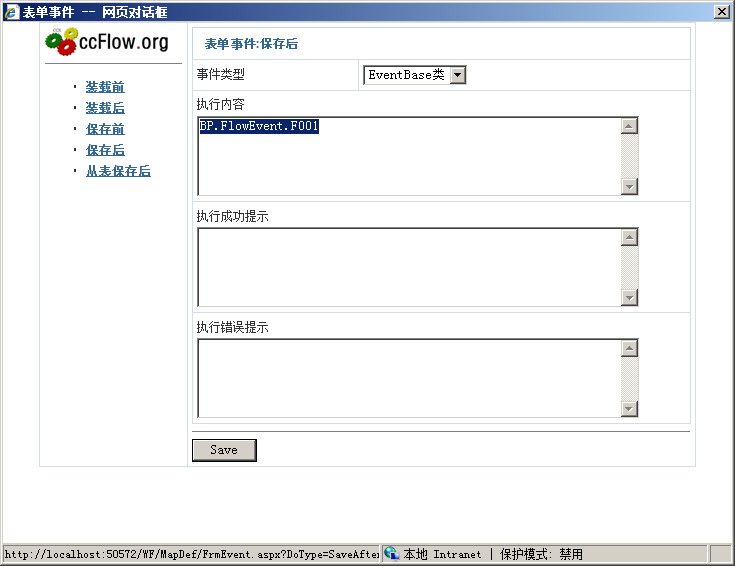 表单事件 -- 网页对话框
ccFlow.org
装载前
装载后
保存前
保存后
从表保存后
表单事件:保存后
事件类型
EventBase类
执行内容
BP.FlowEvent.F001
执行成功提示
执行错误提示
Save
http://localhost:50572/WF/MapDef/FrmEvent.aspx?DoType=SaveAfter
本地 Intranet | 保护模式: 禁用